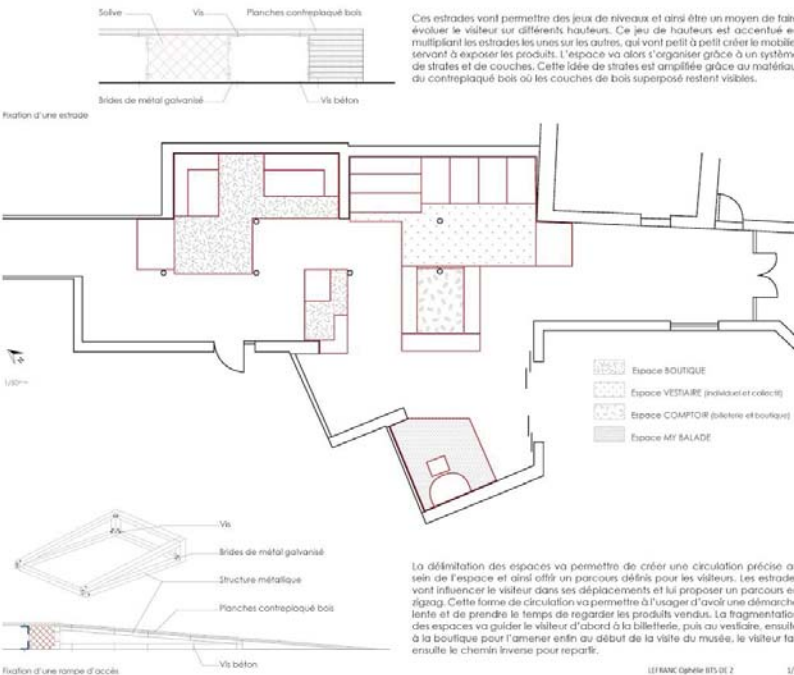 Solive
Vis
Planches contreplaqué bois
Brides de métal galvanisé
Vis béton
Fixation d'une estrade
Ces estrades vont permettre des jeux de niveaux et ainsi être un moyen de fair
évoluer le visiteur sur différents hauteurs. Ce jeu de hauteurs est accentué e
multipliant les estrades les unes sur les autres, qui vont petit à petit créer le mobilie
servant à exposer les produits. L'espace va alors s'organiser grâce à un systèm
de strates et de couches. Cette idée de strates est amplifiée grâce au matériau
du contreplaqué bois où les couches de bois superposé restent visibles.
N
1/50ème
Espace BOUTIQUE
Espace VESTIAIRE (individuel et collectif)
Espace COMPTOIR (billeterie et boutique)
Espace MY BALADE
Vis
Brides de métal galvanisé
Structure métallique
Planches contreplaqué bois
Vis béton
Fixation d'une rampe d'accés
La délimitation des espaces va permettre de créer une circulation précise a
sein de l'espace et ainsi offrir un parcours définis pour les visiteurs. Les estrade
vont influencer le visiteur dans ses déplacements et lui proposer un parcours e
zigzag. Cette forme de circulation va permettre à l'usager d'avoir une démarch
lente et de prendre le temps de regarder les produits vendus. La fragmentatio
des espaces va guider le visiteur d'abord à la billetterie, puis au vestiaire, ensuit
à la boutique pour l'amener enfin au début de la visite du musée, le visiteur fa
ensuite le chemin inverse pour repartir.
LEFRANC Ophélie BTS DE 2
1/